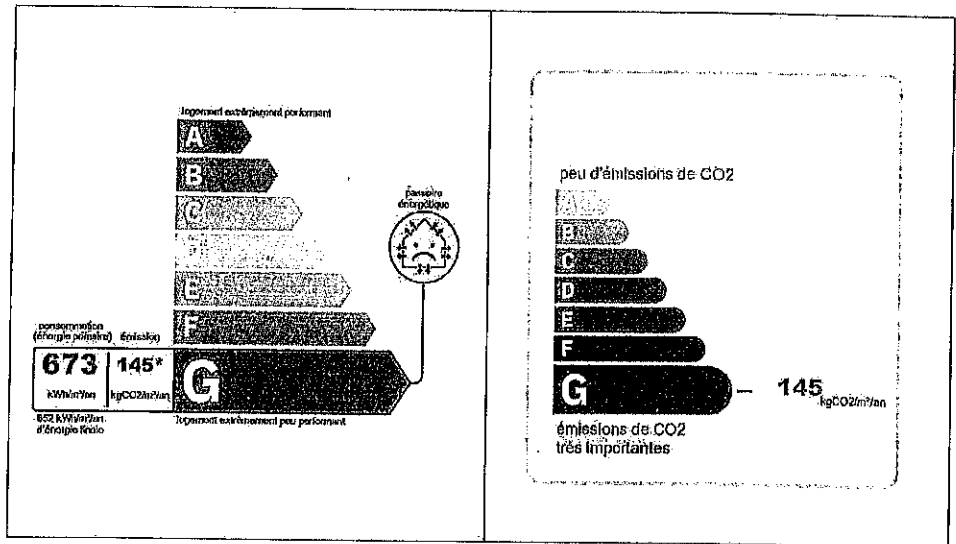 logement extrêmement performant
A
B
C
D
E
F
G
passoire
énergétique
consommation
(énergie primaire)
émission
673
145*
kWh/m²/an
kgCO2/m²/an
652 kWh/m²/an
d'énergie finale
logement extrêmement peu performant
peu d'émissions de CO2
A
B
C
D
E
F
G
145
kgCO2/m²/an
émissions de CO2
très importantes